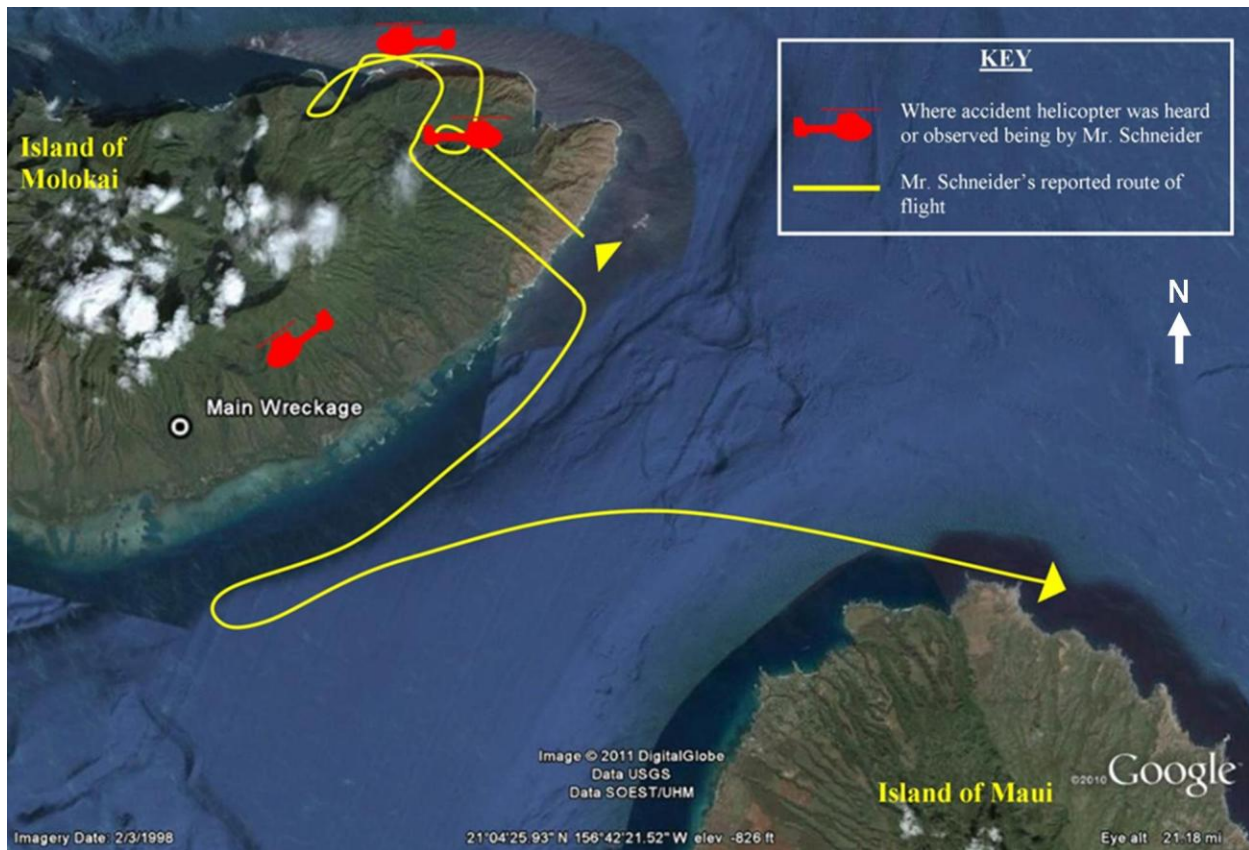 KEY
Where accident helicopter was heard
or observed being by Mr. Schneider
Mr. Schneider's reported route of
flight
Island of
Molokai
N
Main Wreckage
Image © 2011 DigitalGlobe
Data USGS
Data SOEST/UHM
©2010 Google
Island of Maui
Imagery Date: 2/3/1998
21°04'25.93" N 156°42'21.52" W elev -826 ft
Eye alt 21.18 mi